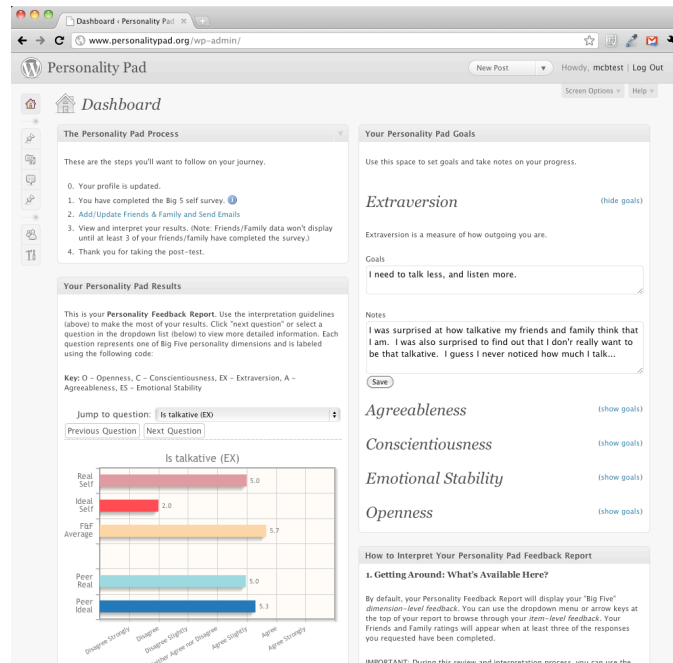 Dashboard ‹ Personality Pad
www.personalitypad.org/wp-admin/
Personality Pad
New Post
Howdy, mcbtest | Log Out
Screen Options
Help
Dashboard
The Personality Pad Process
These are the steps you'll want to follow on your journey.
0. Your profile is updated.
1. You have completed the Big 5 self survey.
2. Add/Update Friends & Family and Send Emails
3. View and interpret your results. (Note: Friends/Family data won't display
until at least 3 of your friends/family have completed the survey.)
4. Thank you for taking the post-test.
Your Personality Pad Results
This is your Personality Feedback Report. Use the interpretation guidelines
(above) to make the most of your results. Click "next question" or select a
question in the dropdown list (below) to view more detailed information. Each
question represents one of Big Five personality dimensions and is labeled
using the following code:
Key: O – Openness, C – Conscientiousness, EX – Extraversion, A –
Agreeableness, ES – Emotional Stability
Jump to question: Is talkative (EX)
Previous Question
Next Question
Is talkative (EX)
Real
Self
5.0
Ideal
Self
2.0
F&F
Average
5.7
Peer
Real
5.0
Peer
Ideal
5.3
Disagree Strongly
Disagree
Disagree Slightly
Neither Agree nor Disagree
Agree Slightly
Agree
Agree Strongly
Your Personality Pad Goals
Use this space to set goals and take notes on your progress.
Extraversion
(hide goals)
Extraversion is a measure of how outgoing you are.
Goals
I need to talk less, and listen more.
Notes
I was surprised at how talkative my friends and family think that
I am. I was also surprised to find out that I don'r really want to
be that talkative. I guess I never noticed how much I talk...
Save
Agreeableness
(show goals)
Conscientiousness
(show goals)
Emotional Stability
(show goals)
Openness
(show goals)
How to Interpret Your Personality Pad Feedback Report
1. Getting Around: What's Available Here?
By default, your Personality Feedback Report will display your "Big Five"
dimension-level feedback. You can use the dropdown menu or arrow keys at
the top of your report to browse through your item-level feedback. Your
Friends and Family ratings will appear when at least three of the responses
you requested have been completed.
IMPORTANT: During this review and interpretation process, you can use the